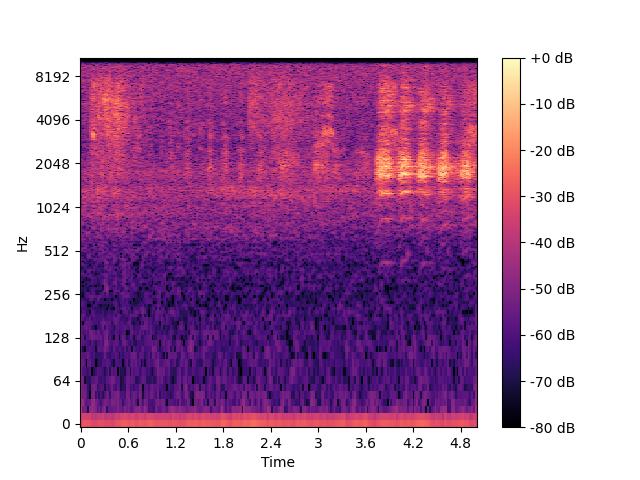 8192
4096
2048
1024
512
256
128
64
0
Hz
0 0.6 1.2 1.8 2.4 3 3.6 4.2 4.8
Time
+0 dB
-10 dB
-20 dB
-30 dB
-40 dB
-50 dB
-60 dB
-70 dB
-80 dB